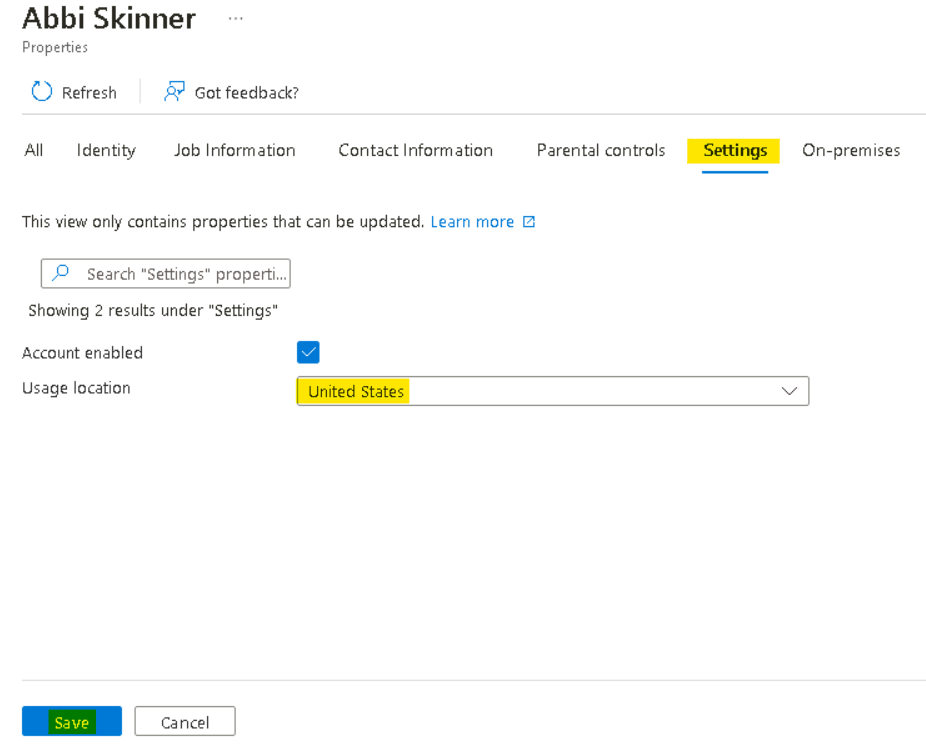 Abbi Skinner ...
Properties
Refresh Got feedback?
All Identity Job Information Contact Information Parental controls Settings On-premises
This view only contains properties that can be updated. Learn more
Search "Settings" properti...
Showing 2 results under "Settings"
Account enabled
Usage location United States
Save Cancel